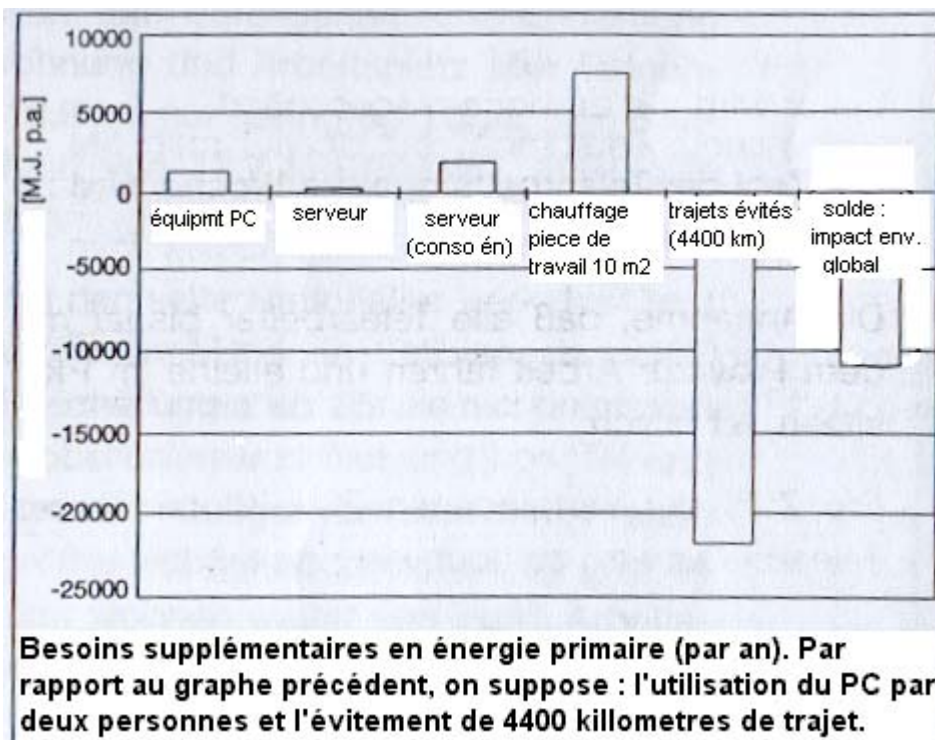 10000
5000
0
-5000
-10000
-15000
-20000
-25000
[M.J. p.a.]
équipmt PC
serveur
serveur
(conso én)
chauffage
piece de
travail 10 m2
trajets évités
(4400 km)
solde :
impact env.
global
Besoins supplémentaires en énergie primaire (par an). Par
rapport au graphe précédent, on suppose : l'utilisation du PC par
deux personnes et l'évitement de 4400 kilometres de trajet.